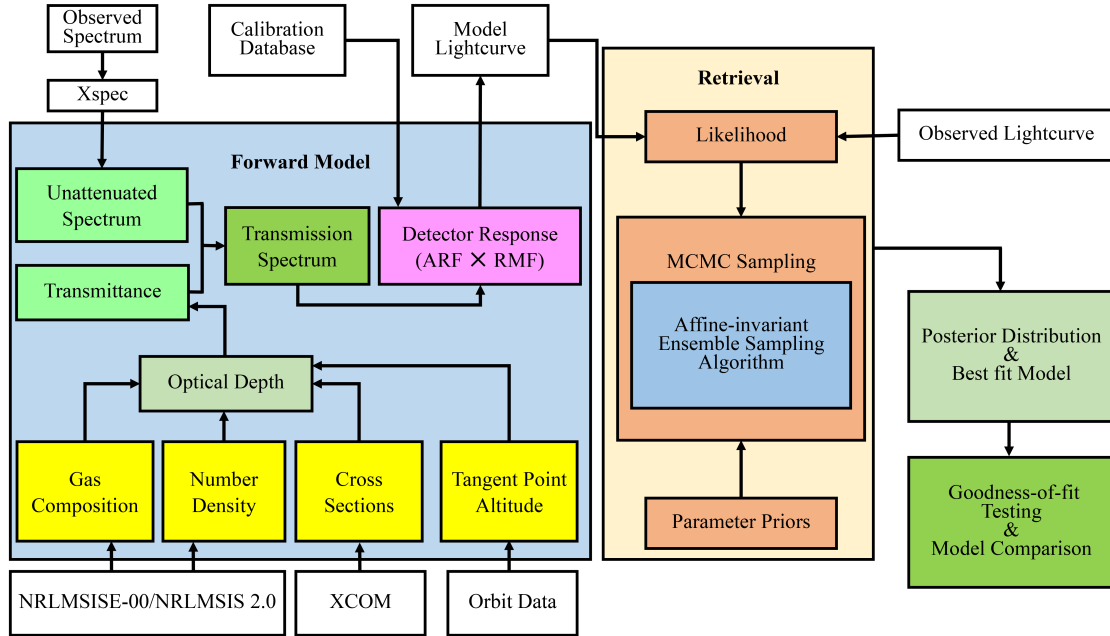 Observed
Spectrum
Xspec
Calibration
Database
Model
Lightcurve
Forward Model
Unattenuated
Spectrum
Transmittance
Transmission
Spectrum
Detector Response
(ARF × RMF)
Optical Depth
Gas
Composition
Number
Density
Cross
Sections
Tangent Point
Altitude
NRLMSISE-00/NRLMSIS 2.0
XCOM
Orbit Data
Retrieval
Likelihood
Observed Lightcurve
MCMC Sampling
Affine-invariant
Ensemble Sampling
Algorithm
Parameter Priors
Posterior Distribution
&
Best fit Model
Goodness-of-fit
Testing
&
Model Comparison